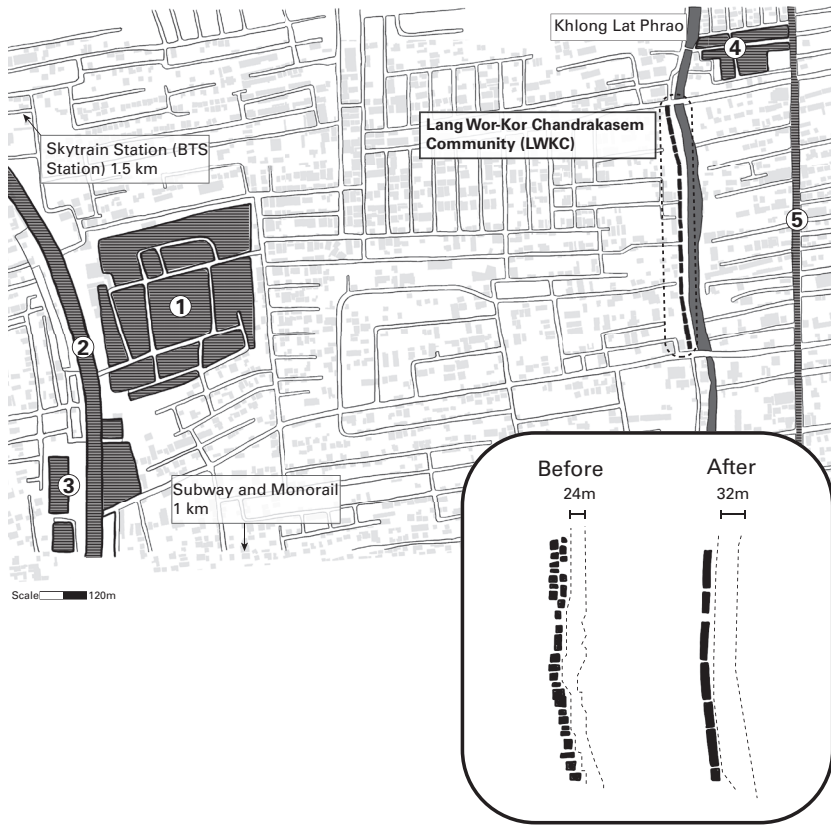 Khlong Lat Phrao
4
Lang Wor-Kor Chandrakasem
Community (LWKC)
Skytrain Station (BTS
Station) 1.5 km
5
1
2
3
Subway and Monorail
1 km
Before
After
24m
32m
Scale
120m